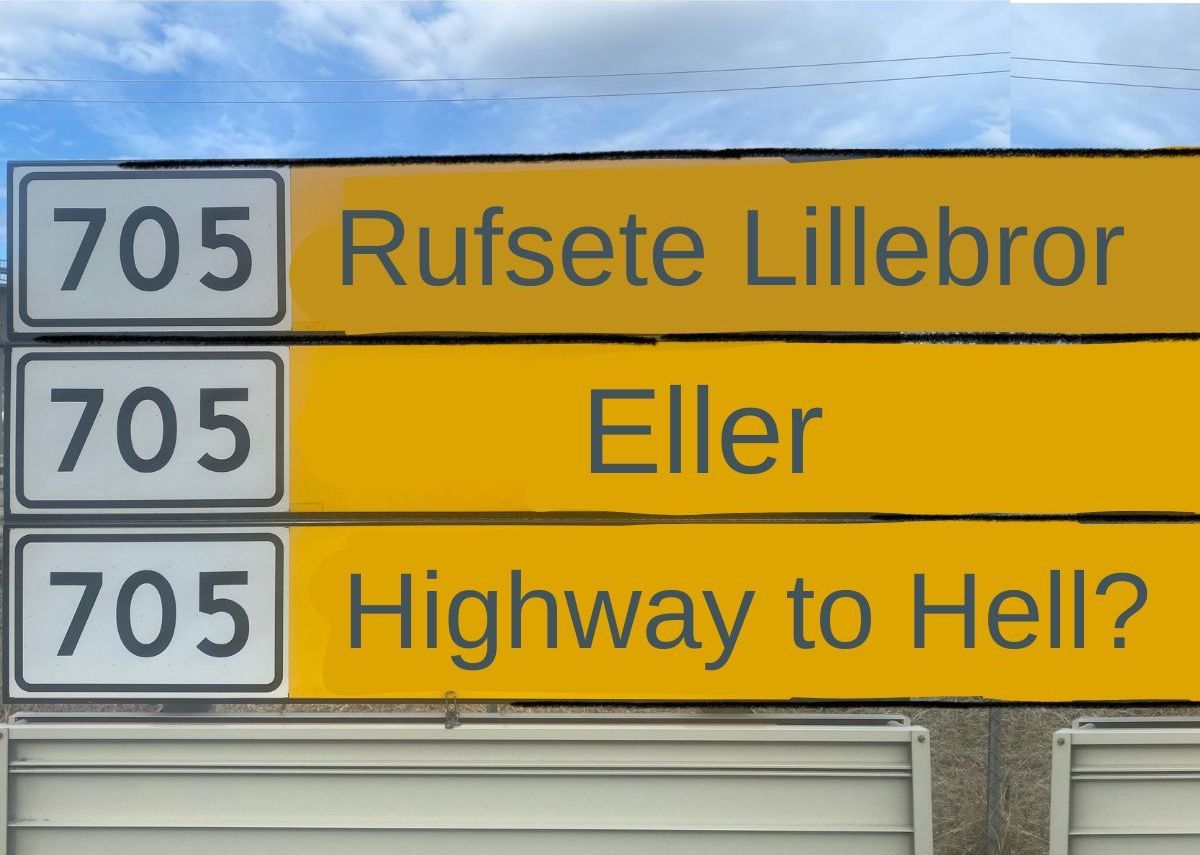 705 Rufsete Lillebror
705 Eller
705 Highway to Hell?